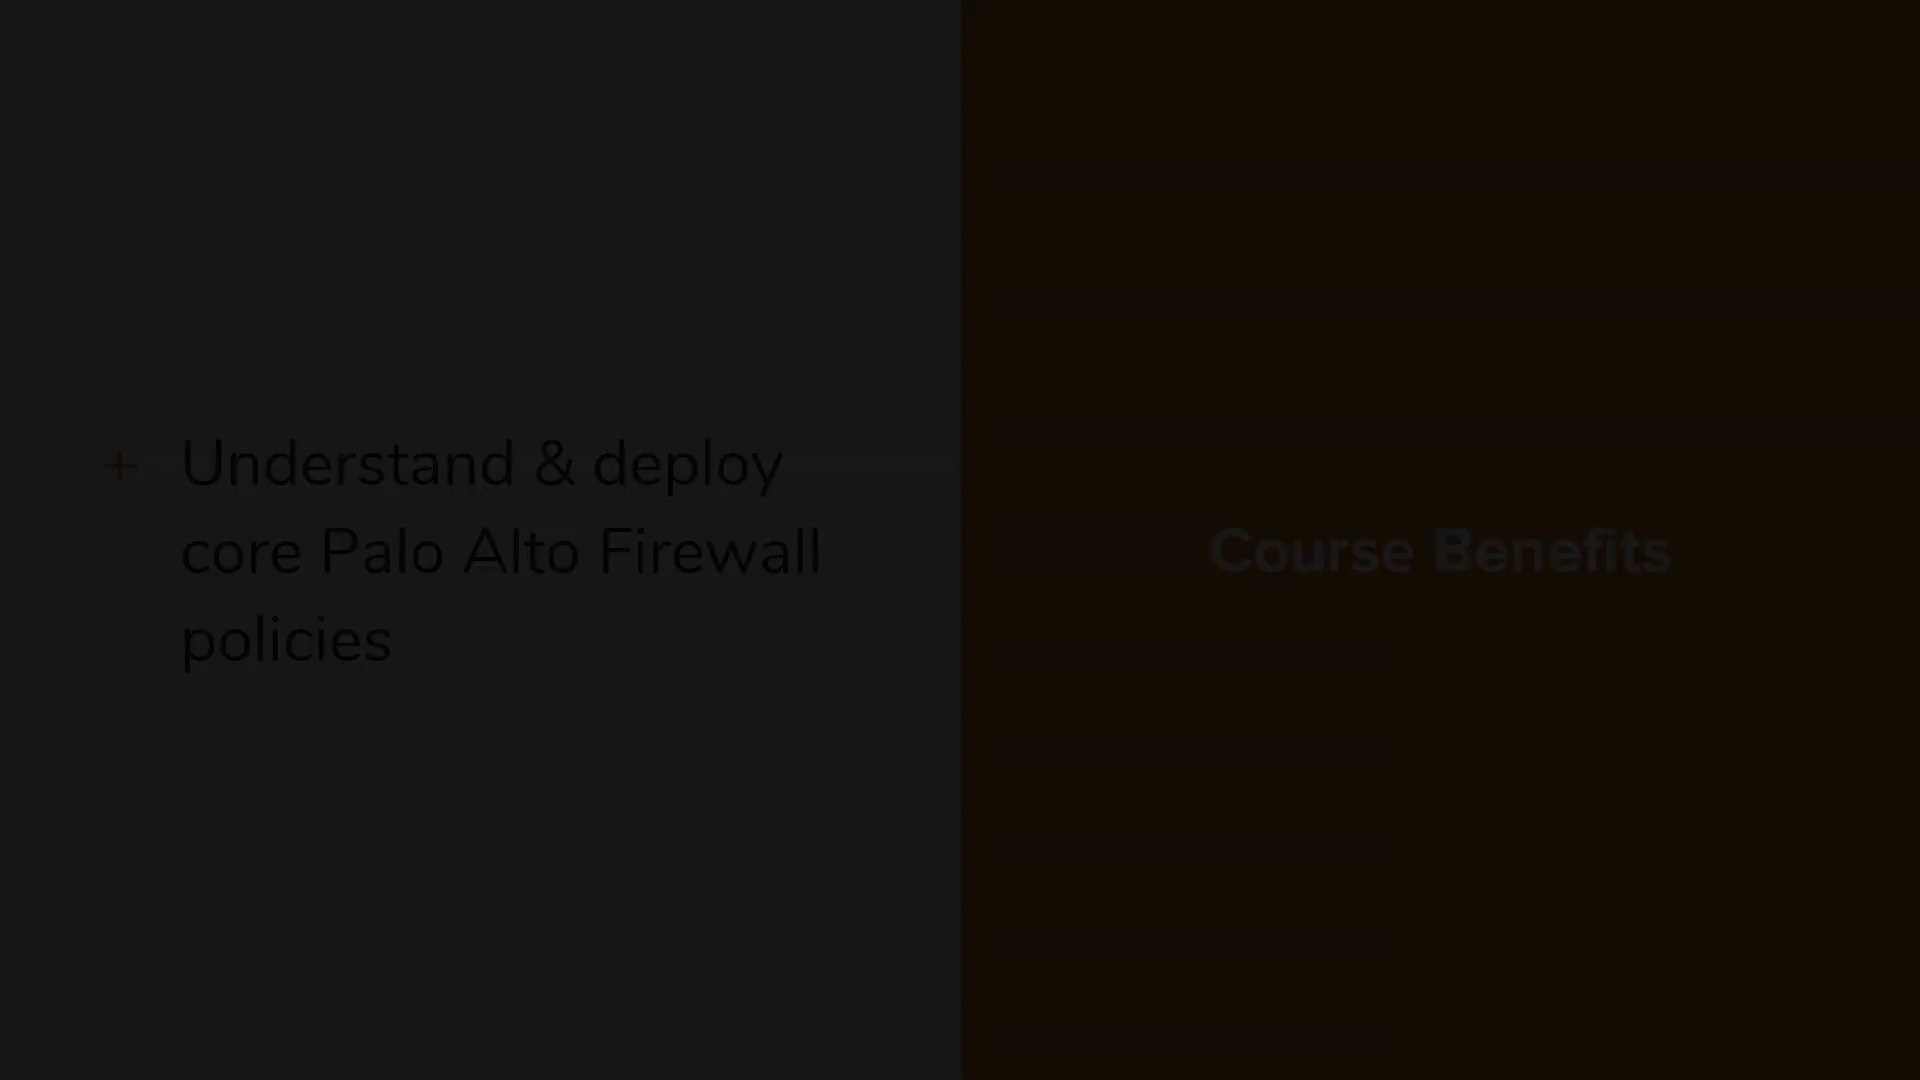 + Understand & deploy
core Palo Alto Firewall
policies
Course Benefits